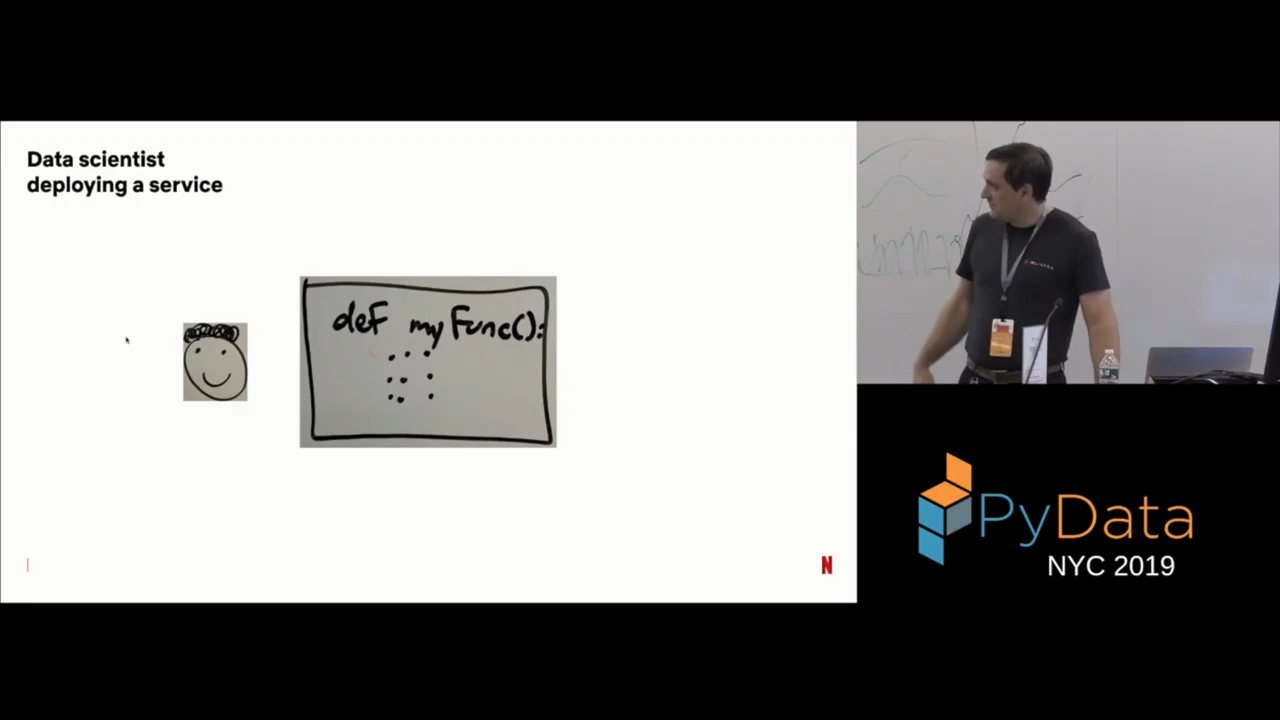 Data scientist
deploying a service
def myFunc():
N
PyData
NYC 2019